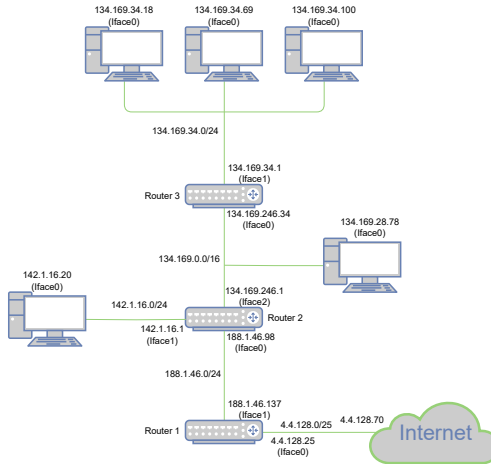 134.169.34.18
(Iface0)
134.169.34.69
(Iface0)
134.169.34.100
(Iface0)
134.169.34.0/24
134.169.34.1
(Iface1)
Router 3
134.169.246.34
(Iface0)
134.169.28.78
(Iface0)
134.169.0.0/16
142.1.16.20
(Iface0)
134.169.246.1
(Iface2)
142.1.16.0/24
Router 2
142.1.16.1
(Iface1)
188.1.46.98
(Iface0)
188.1.46.0/24
188.1.46.137
(Iface1)
4.4.128.0/25
4.4.128.70
Router 1
Internet
4.4.128.25
(Iface0)